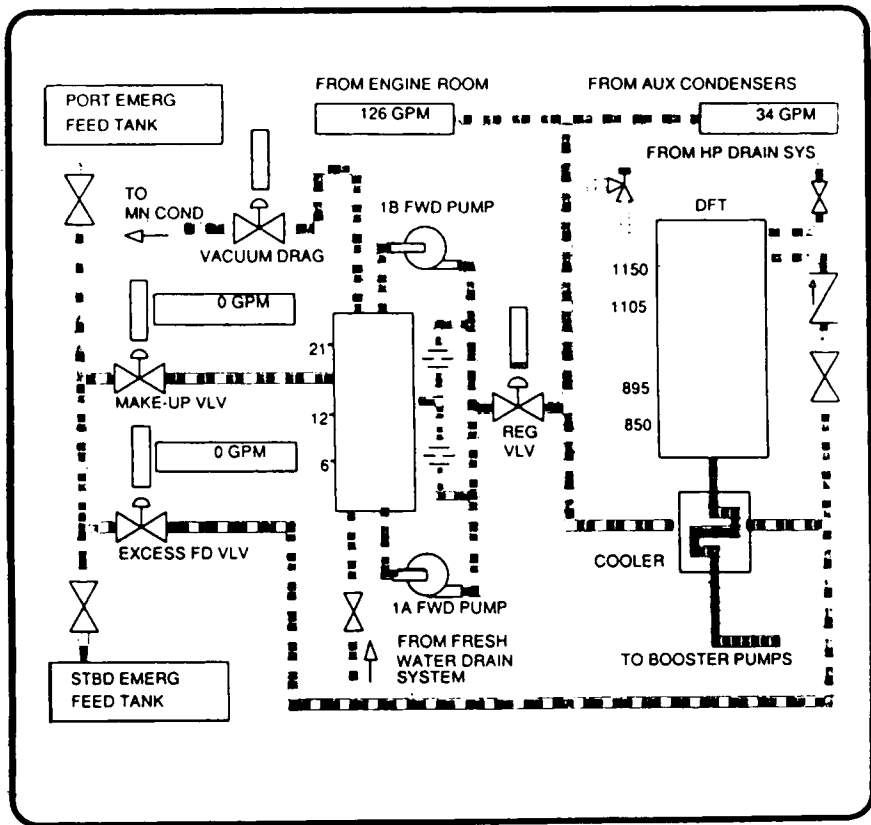 FROM ENGINE ROOM
FROM AUX CONDENSERS
PORT EMERG
FEED TANK
126 GPM
34 GPM
FROM HP DRAIN SYS
TO
MN COND
1B FWD PUMP
DFT
VACUUM DRAG
1150
0 GPM
1105
21"
MAKE-UP VLV
895
12"
REG
VLV
850
0 GPM
6"
EXCESS FD VLV
COOLER
1A FWD PUMP
FROM FRESH
WATER DRAIN
SYSTEM
TO BOOSTER PUMPS
STBD EMERG
FEED TANK